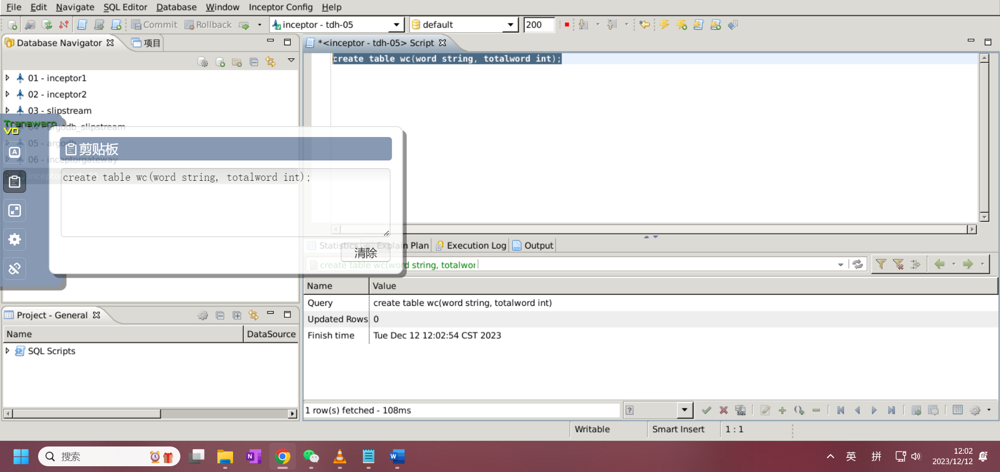 File Edit Navigate SQL Editor Database Window Inceptor Config Help
Commit Rollback inceptor - tdh-05 default 200
Database Navigator 项目
*<inceptor - tdh-05> Script
create table wc(word string, totalword int);
01 - inceptor1
02 - inceptor2
03 - slipstream
04 - argodb_slipstream
05 - argodb
06 - inceptorgateway
inceptor - tdh-05
Transwarp
VD
A
剪贴板
create table wc(word string, totalword int);
清除
Statistics Explain Plan Execution Log Output
create table wc(word string, totalwor
Name Value
Query create table wc(word string, totalword int)
Updated Rows 0
Finish time Tue Dec 12 12:02:54 CST 2023
Project - General
Name DataSource
SQL Scripts
1 row(s) fetched - 108ms
? SQL
Writable Smart Insert 1 : 1
搜索
N W
英 拼
12:02
2023/12/12